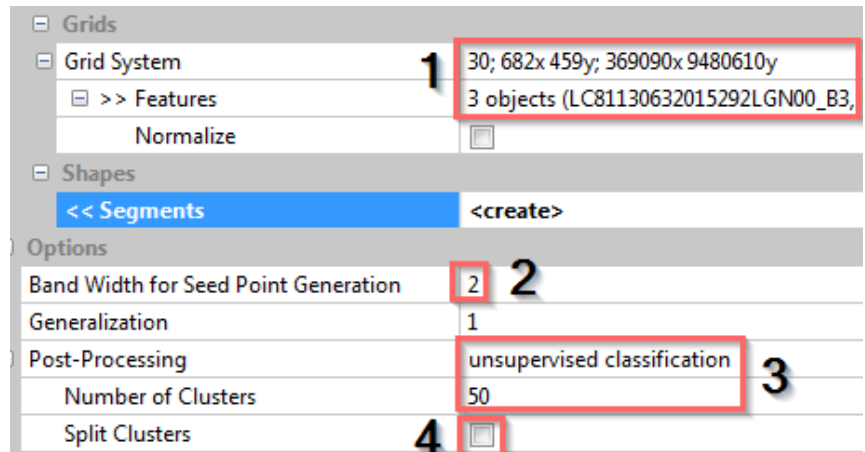 Grids
Grid System 1 30; 682x 459y; 369090x 9480610y
>> Features 3 objects (LC81130632015292LGN00_B3,
Normalize
Shapes
<< Segments <create>
Options
Band Width for Seed Point Generation 2 2
Generalization 1
Post-Processing unsupervised classification 3
Number of Clusters 50
Split Clusters 4